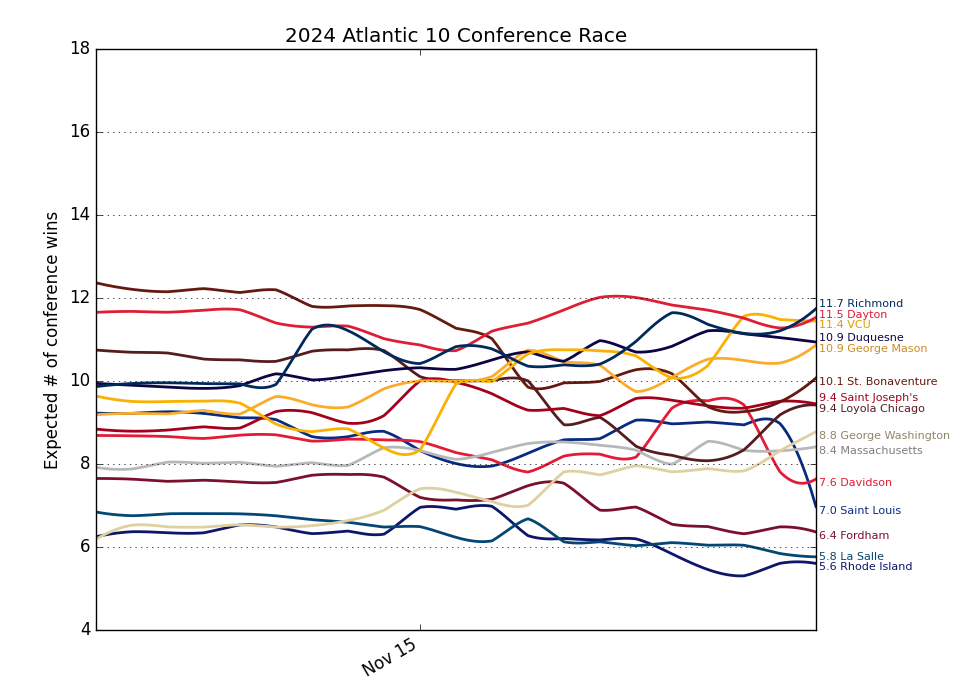 2024 Atlantic 10 Conference Race
Expected # of conference wins
18
16
14
12
10
8
6
4
Nov 15
11.7 Richmond
11.5 Dayton
11.4 VCU
10.9 Duquesne
10.9 George Mason
10.1 St. Bonaventure
9.4 Saint Joseph's
9.4 Loyola Chicago
8.8 George Washington
8.4 Massachusetts
7.6 Davidson
7.0 Saint Louis
6.4 Fordham
5.8 La Salle
5.6 Rhode Island